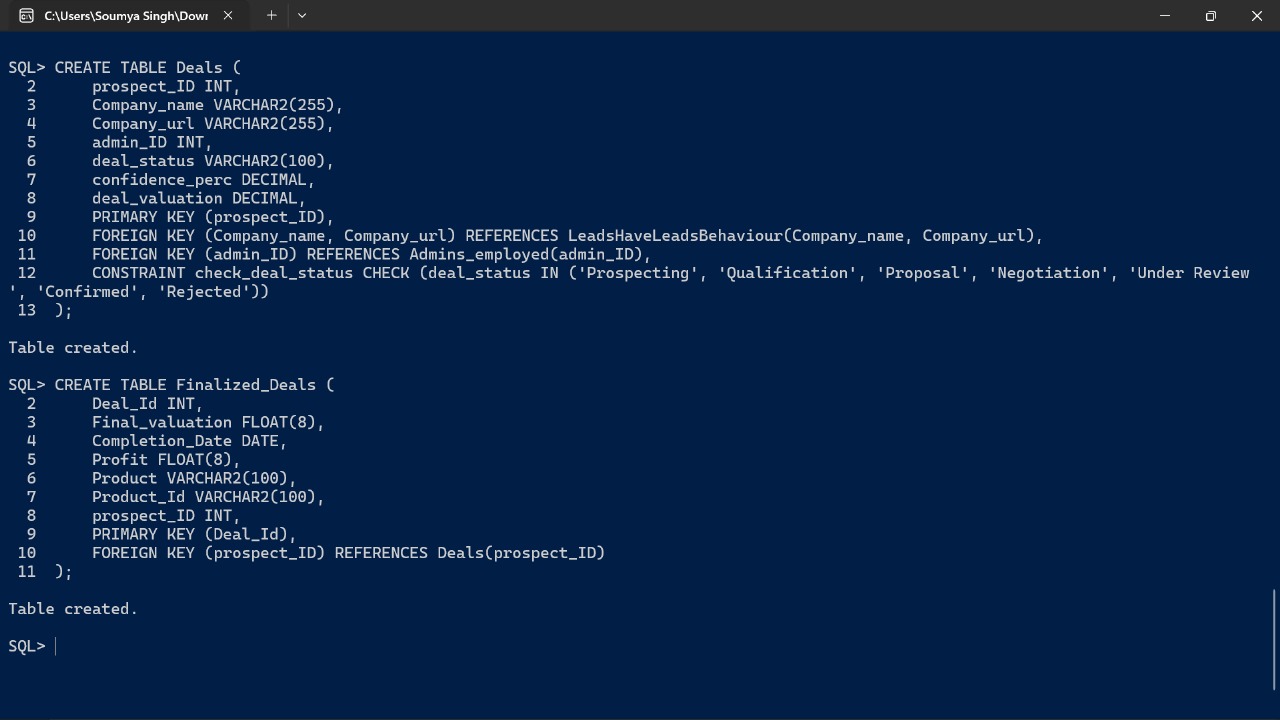 C:\Users\Soumya Singh\Dowr
SQL> CREATE TABLE Deals (
  2      prospect_ID INT,
  3      Company_name VARCHAR2(255),
  4      Company_url VARCHAR2(255),
  5      admin_ID INT,
  6      deal_status VARCHAR2(100),
  7      confidence_perc DECIMAL,
  8      deal_valuation DECIMAL,
  9      PRIMARY KEY (prospect_ID),
 10      FOREIGN KEY (Company_name, Company_url) REFERENCES LeadsHaveLeadsBehaviour(Company_name, Company_url),
 11      FOREIGN KEY (admin_ID) REFERENCES Admins_employed(admin_ID),
 12      CONSTRAINT check_deal_status CHECK (deal_status IN ('Prospecting', 'Qualification', 'Proposal', 'Negotiation', 'Under Review
', 'Confirmed', 'Rejected'))
 13  );
Table created.
SQL> CREATE TABLE Finalized_Deals (
  2      Deal_Id INT,
  3      Final_valuation FLOAT(8),
  4      Completion_Date DATE,
  5      Profit FLOAT(8),
  6      Product VARCHAR2(100),
  7      Product_Id VARCHAR2(100),
  8      prospect_ID INT,
  9      PRIMARY KEY (Deal_Id),
 10      FOREIGN KEY (prospect_ID) REFERENCES Deals(prospect_ID)
 11  );
Table created.
SQL>